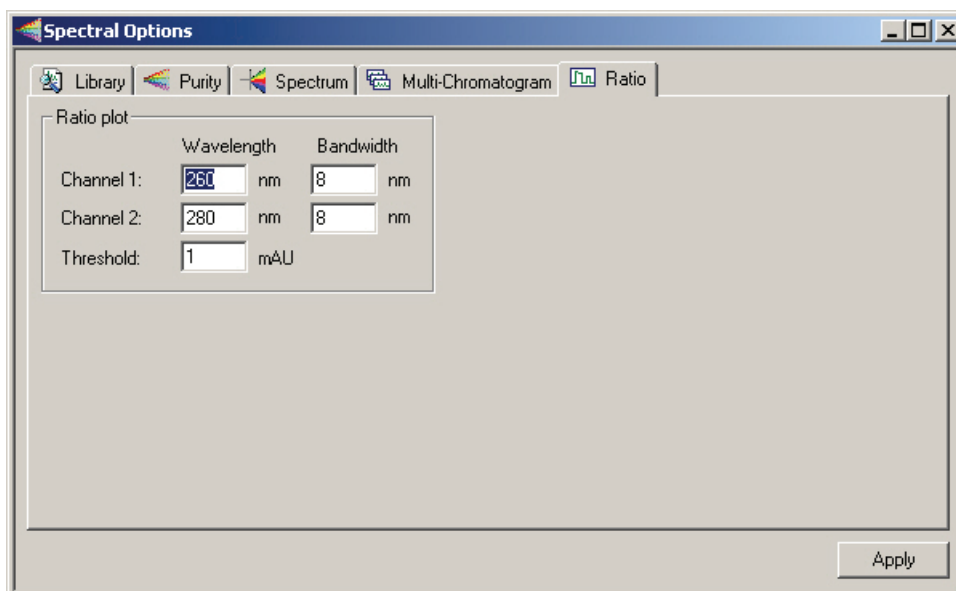 Spectral Options
Library Purity Spectrum Multi-Chromatogram Ratio
Ratio plot
Wavelength Bandwidth
Channel 1: 260 nm 8 nm
Channel 2: 280 nm 8 nm
Threshold: 1 mAU
Apply